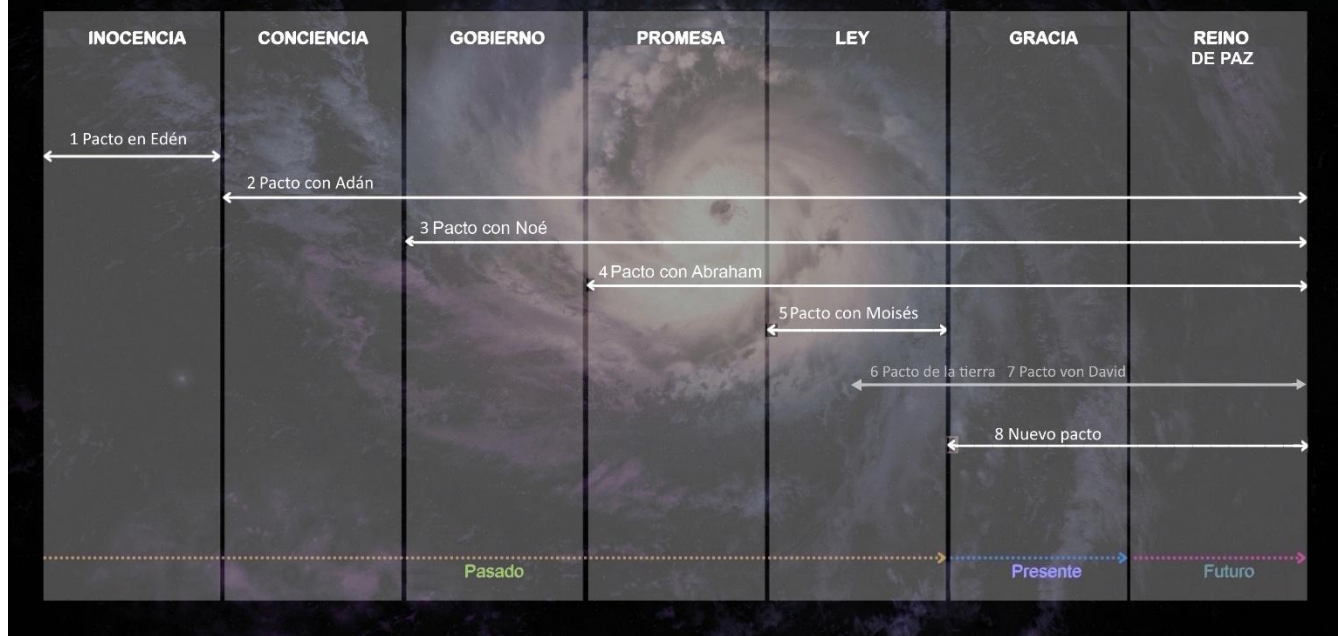 INOCENCIA
CONCIENCIA
GOBIERNO
PROMESA
LEY
GRACIA
REINO
DE PAZ
1 Pacto en Edén
2 Pacto con Adán
3 Pacto con Noé
4 Pacto con Abraham
5 Pacto con Moisés
6 Pacto de la tierra 7 Pacto von David
8 Nuevo pacto
Pasado
Presente
Futuro